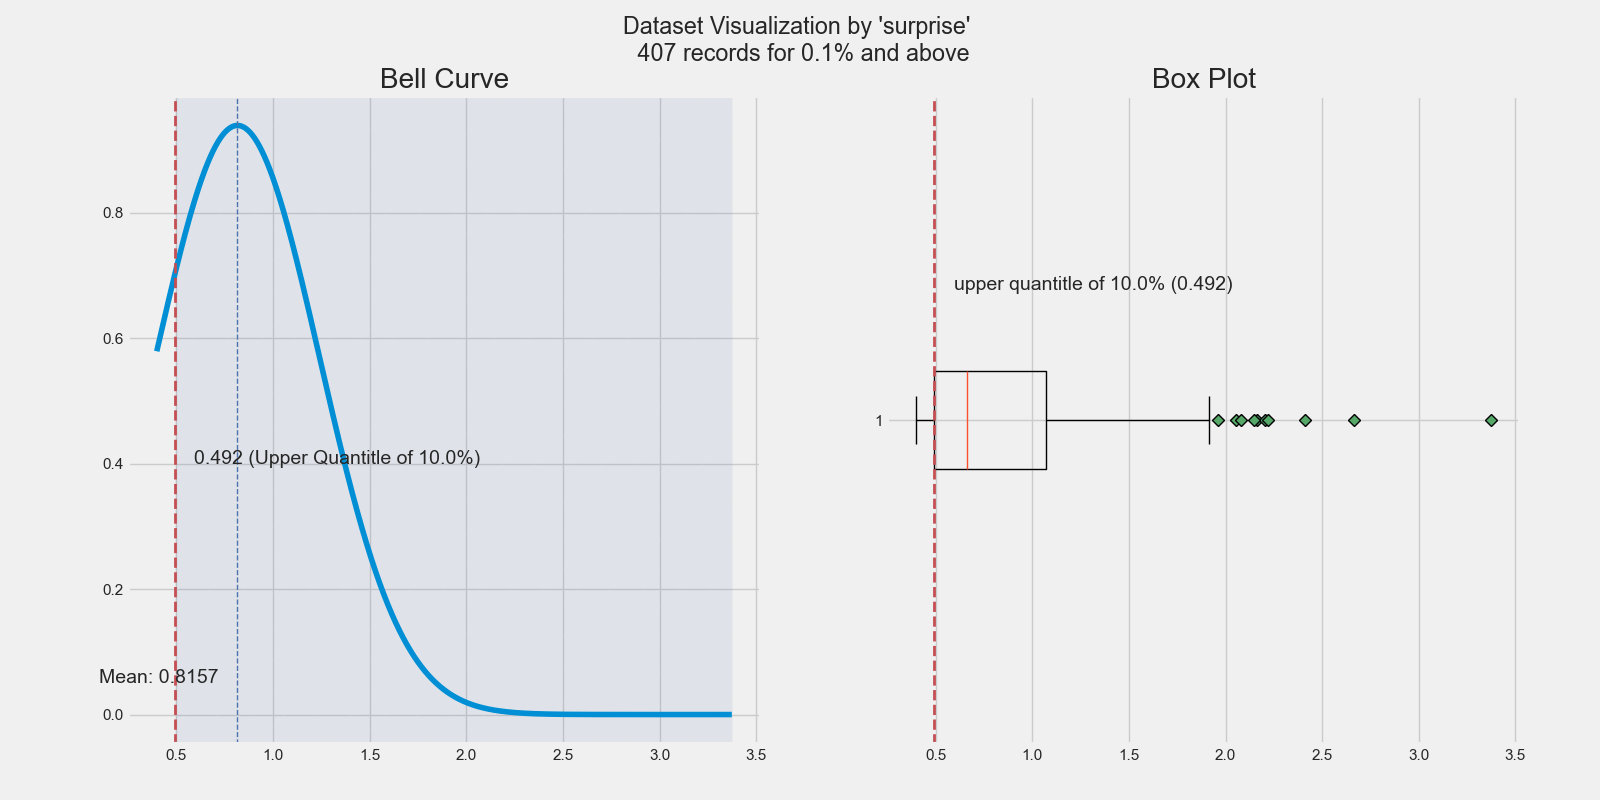 Dataset Visualization by 'surprise'
407 records for 0.1% and above
Bell Curve
0.8
0.6
0.4
0.2
0.0
0.492 (Upper Quantitle of 10.0%)
Mean: 0.8157
0.5 1.0 1.5 2.0 2.5 3.0 3.5
Box Plot
upper quantitle of 10.0% (0.492)
1
0.5 1.0 1.5 2.0 2.5 3.0 3.5